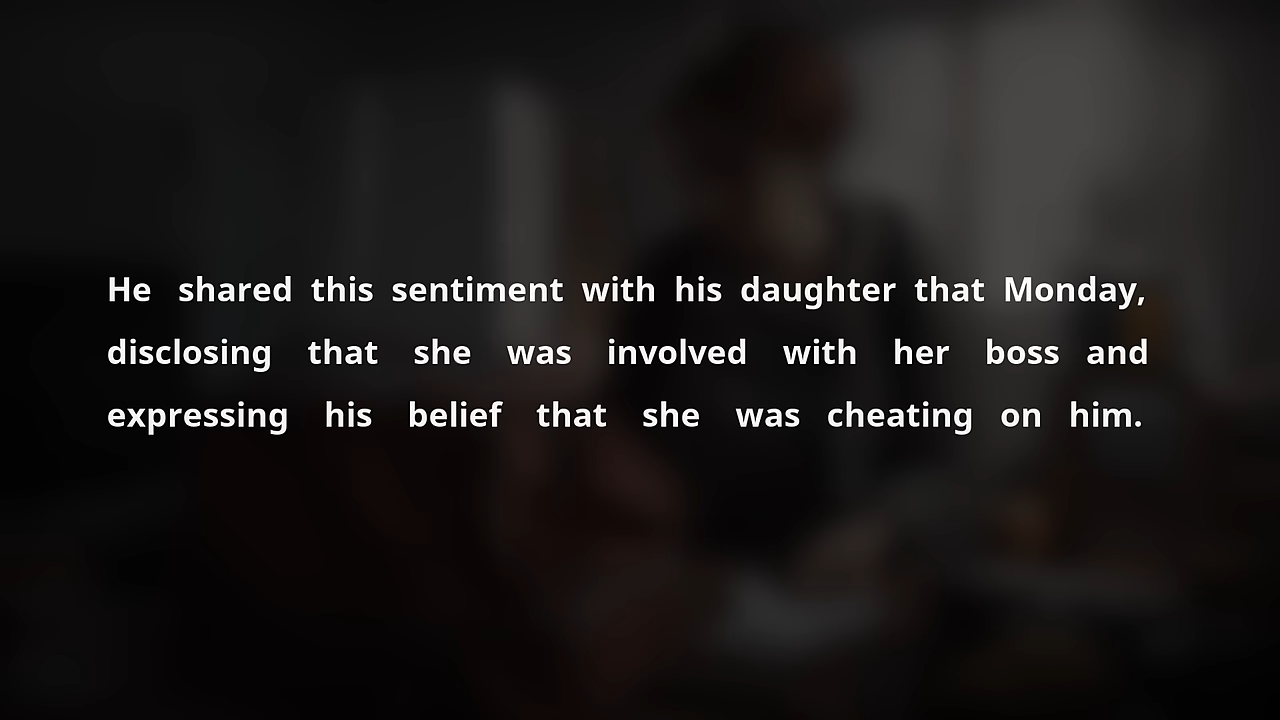 He shared this sentiment with his daughter that Monday,
disclosing that she was involved with her boss and
expressing his belief that she was cheating on him.